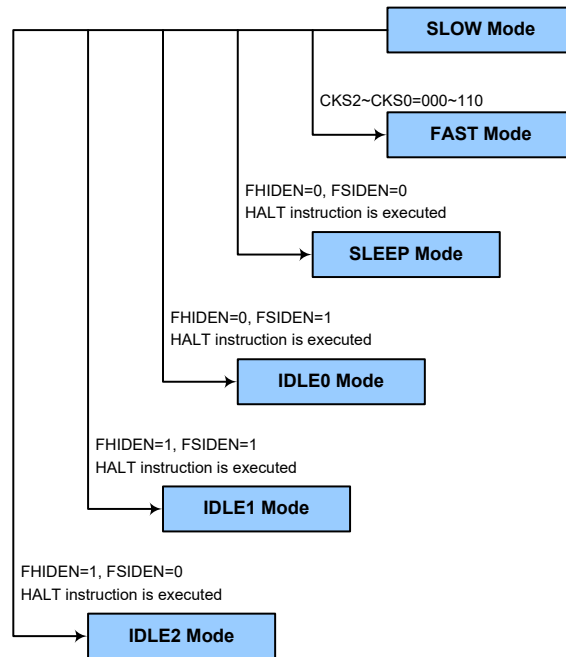 SLOW Mode
CKS2~CKS0=000~110
FAST Mode
FHIDEN=0, FSIDEN=0
HALT instruction is executed
SLEEP Mode
FHIDEN=0, FSIDEN=1
HALT instruction is executed
IDLE0 Mode
FHIDEN=1, FSIDEN=1
HALT instruction is executed
IDLE1 Mode
FHIDEN=1, FSIDEN=0
HALT instruction is executed
IDLE2 Mode